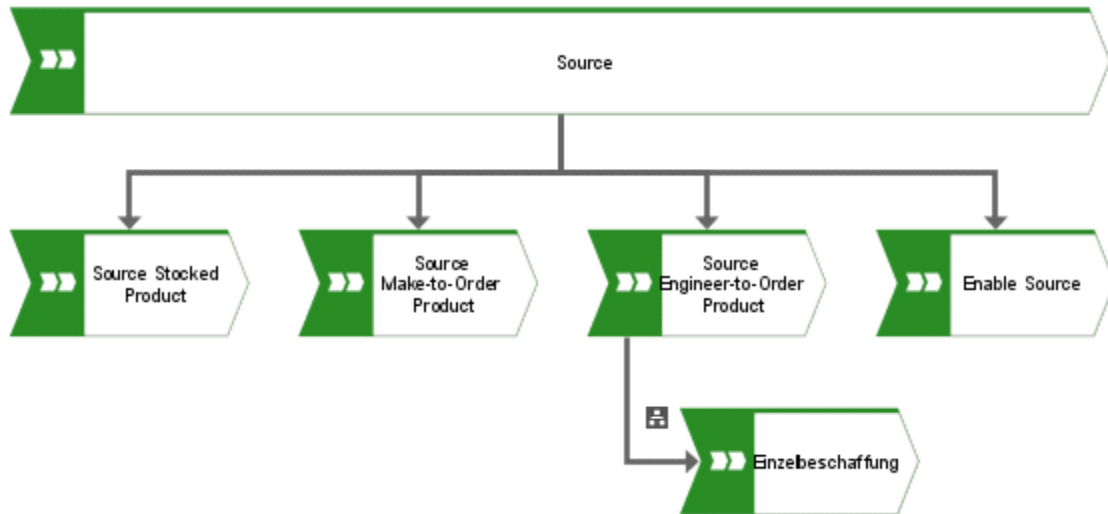 Source
Source Stocked
Product
Source
Make-to-Order
Product
Source
Engineer-to-Order
Product
Enable Source
Einzelbeschaffung